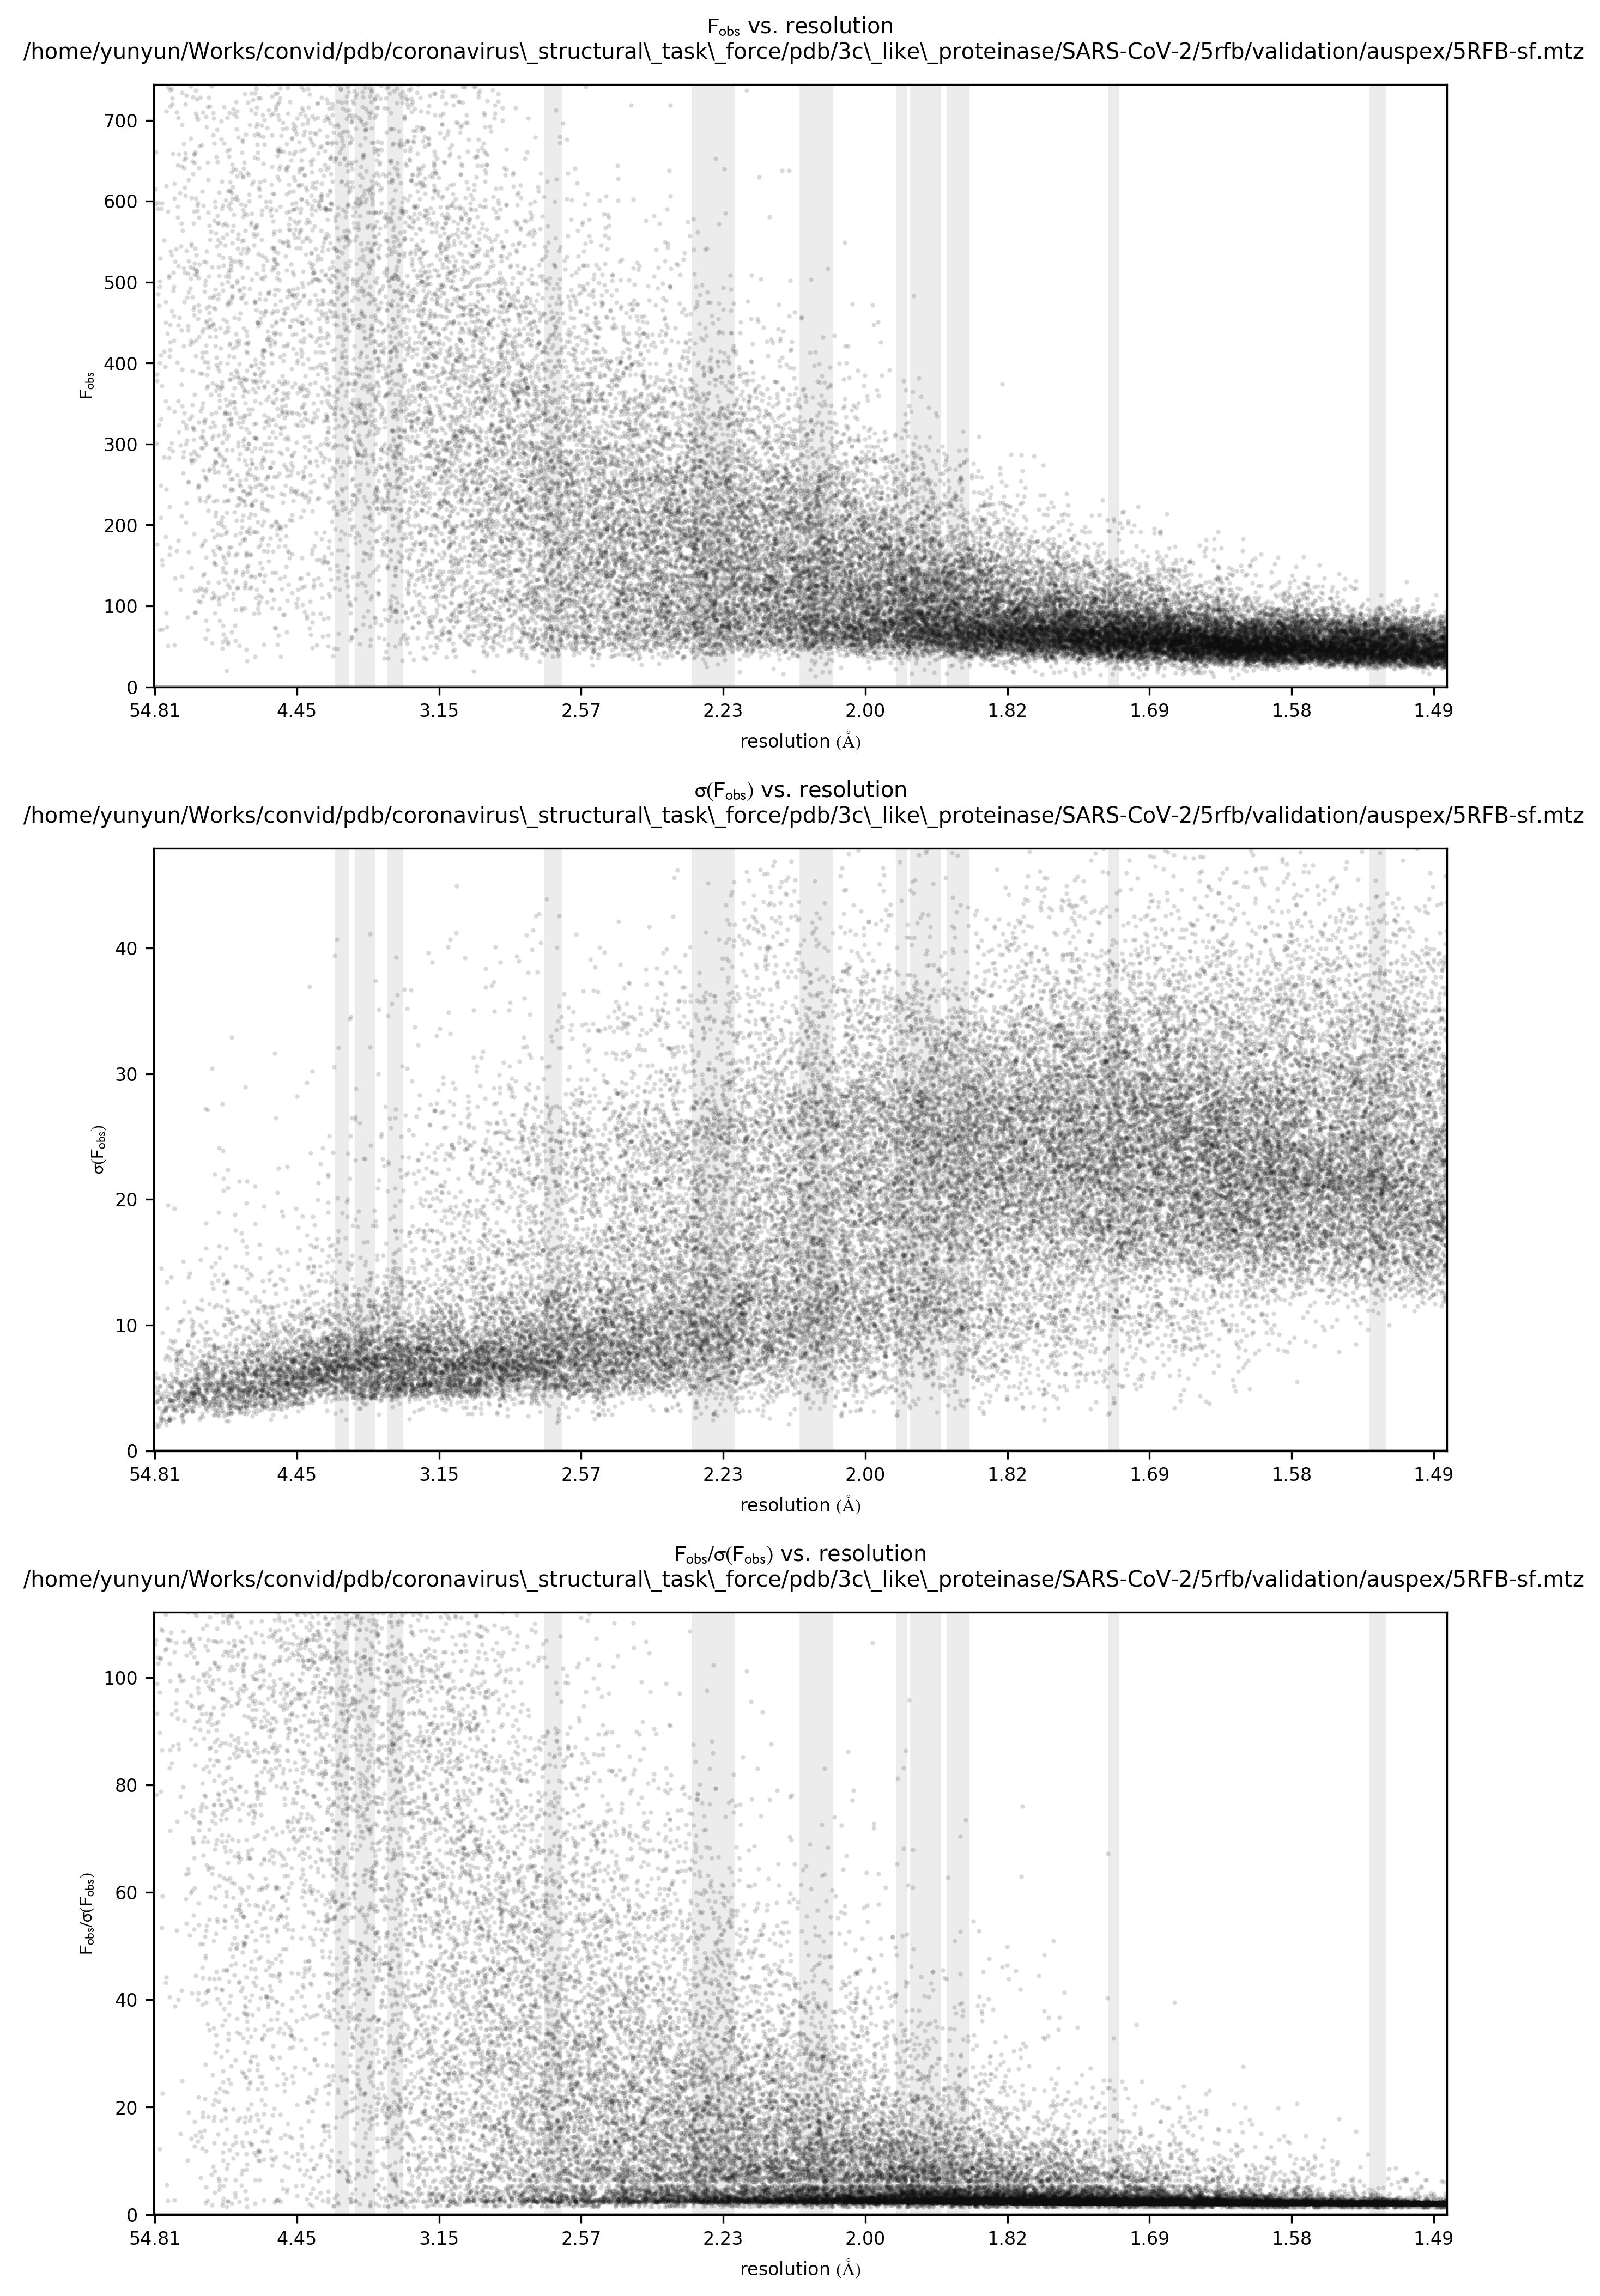 Fobs vs. resolution
/home/yunyun/Works/convid/pdb/coronavirus\_structural\_task\_force/pdb/3c\_like\_proteinase/SARS-CoV-2/5rfb/validation/auspex/5RFB-sf.mtz
700
600
500
400
300
200
100
0
Fobs
54.81 4.45 3.15 2.57 2.23 2.00 1.82 1.69 1.58 1.49
resolution (Å)
σ(Fobs) vs. resolution
/home/yunyun/Works/convid/pdb/coronavirus\_structural\_task\_force/pdb/3c\_like\_proteinase/SARS-CoV-2/5rfb/validation/auspex/5RFB-sf.mtz
40
30
20
10
0
σ(Fobs)
54.81 4.45 3.15 2.57 2.23 2.00 1.82 1.69 1.58 1.49
resolution (Å)
Fobs/σ(Fobs) vs. resolution
/home/yunyun/Works/convid/pdb/coronavirus\_structural\_task\_force/pdb/3c\_like\_proteinase/SARS-CoV-2/5rfb/validation/auspex/5RFB-sf.mtz
100
80
60
40
20
0
Fobs/σ(Fobs)
54.81 4.45 3.15 2.57 2.23 2.00 1.82 1.69 1.58 1.49
resolution (Å)